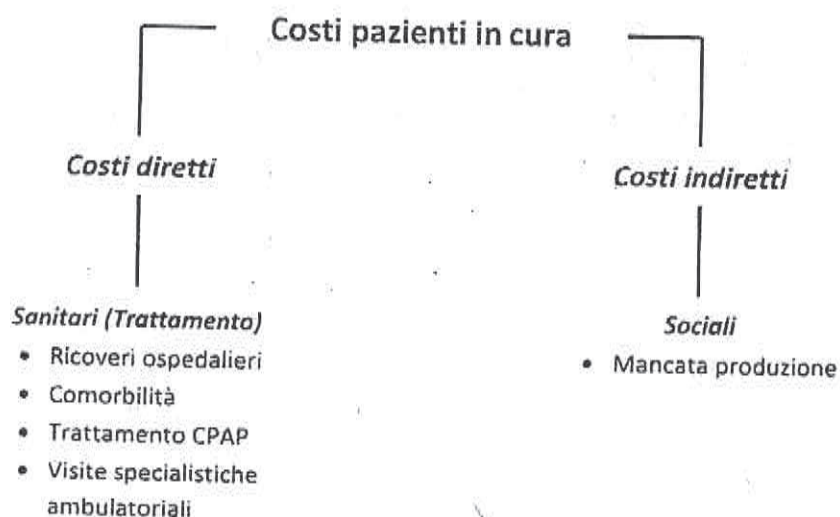 Costi pazienti in cura
Costi diretti
Costi indiretti
Sanitari (Trattamento)
• Ricoveri ospedalieri
• Comorbilità
• Trattamento CPAP
• Visite specialistiche
ambulatoriali
Sociali
• Mancata produzione